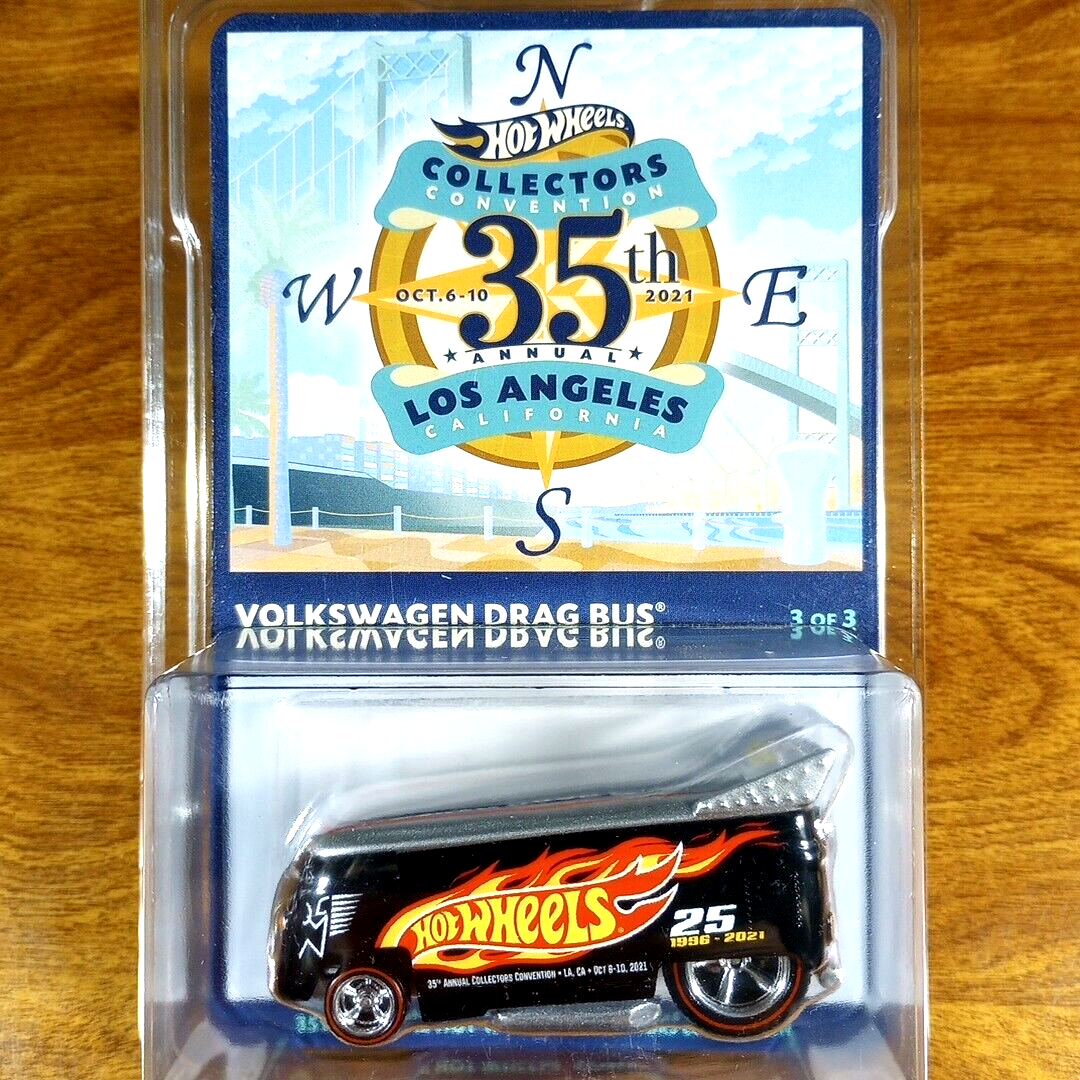 N
HOT WHEELS
COLLECTORS
CONVENTION
W
OCT. 6-10
35th
2021
E
★ ANNUAL ★
LOS ANGELES
CALIFORNIA
S
VOLKSWAGEN DRAG BUS®
3 OF 3
25
HOT WHEELS
25
1996 - 2021
35th ANNUAL COLLECTORS CONVENTION • LA, CA • OCT 6-10, 2021